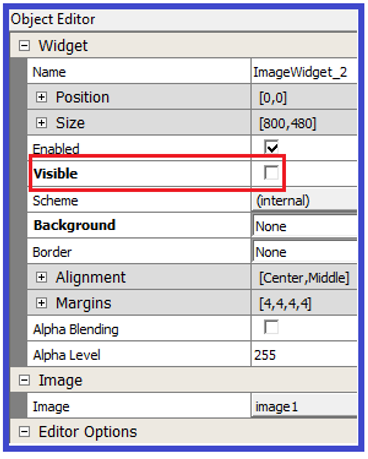 Object Editor
Widget
Name ImageWidget_2
Position [0,0]
Size [800,480]
Enabled
Visible
Scheme (internal)
Background None
Border None
Alignment [Center,Middle]
Margins [4,4,4,4]
Alpha Blending
Alpha Level 255
Image
Image image1
Editor Options